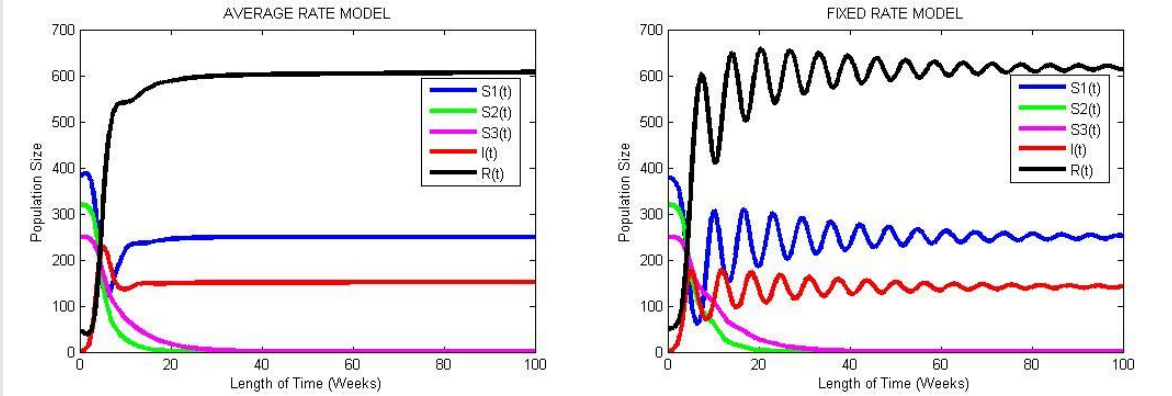 AVERAGE RATE MODEL
700
600
500
400
300
200
100
0
Population Size
0 20 40 60 80 100
Length of Time (Weeks)
S1(t)
S2(t)
S3(t)
I(t)
R(t)
FIXED RATE MODEL
700
600
500
400
300
200
100
0
Population Size
0 20 40 60 80 100
Length of Time (Weeks)
S1(t)
S2(t)
S3(t)
I(t)
R(t)